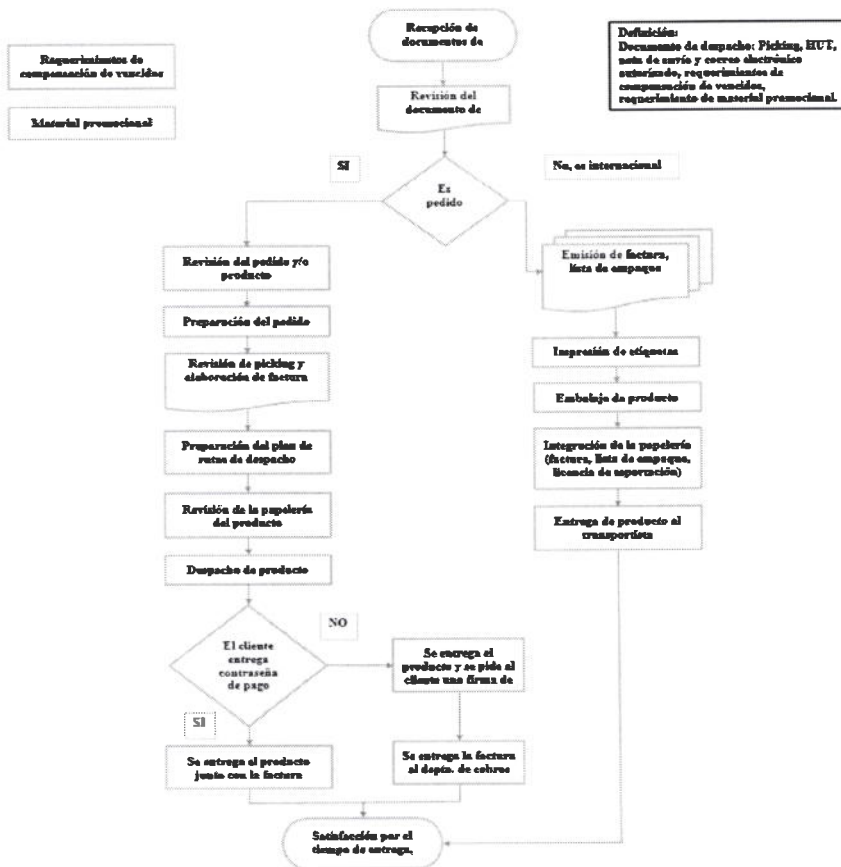 Recepción de
documentos de
Definición:
Documento de despacho: Picking, HUT,
nota de envío y correo electrónico
autorizado, requerimientos de
compensación de vencidos,
requerimiento de material promocional.
Requerimientos de
compensación de vencidos
Material promocional
Revisión del
documento de
SI
No, es internacional
Es
pedido
Revisión del pedido y/o
producto
Preparación del pedido
Revisión de picking y
elaboración de factura
Preparación del plan de
rutas de despacho
Revisión de la papelería
del producto
Despacho de producto
Emisión de factura,
lista de empaque
Impresión de etiquetas
Embalaje de producto
Integración de la papelería
(factura, lista de empaque,
licencia de exportación)
Entrega de producto al
transportista
El cliente
entrega
contraseña
de pago
NO
Se entrega el
producto y se pide al
cliente una firma de
SI
Se entrega el producto
junto con la factura
Se entrega la factura
al depto. de cobros
Satisfacción por el
tiempo de entrega,